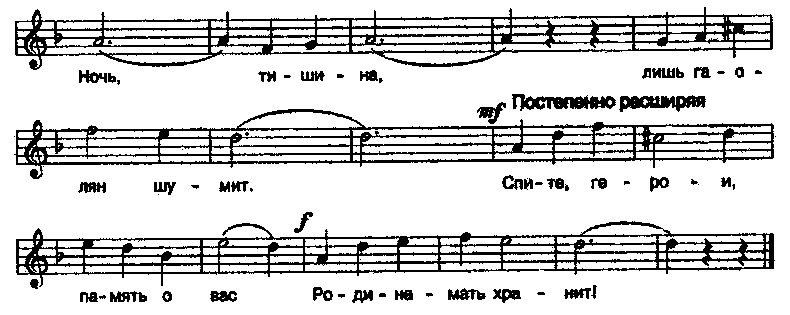 Ночь, ти - ши - на, лишь га - о -
mf Постепенно расширяя
лян шу - мит. Спи - те, ге - ро - и,
f
па - мять о вас Ро - ди - на - мать хра - нит!